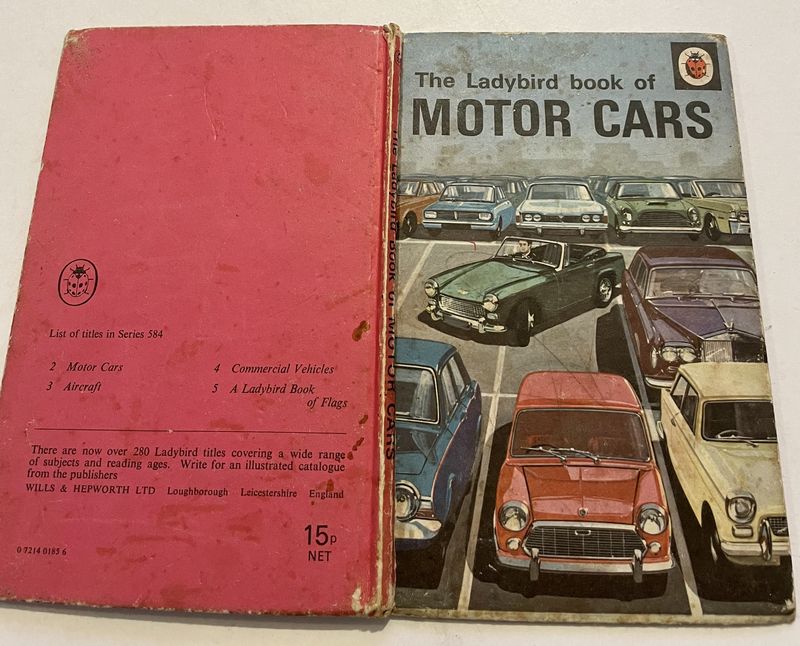 The Ladybird book of
MOTOR CARS
The Ladybird Book of MOTOR CARS
List of titles in Series 584
2 Motor Cars
3 Aircraft
4 Commercial Vehicles
5 A Ladybird Book
of Flags
There are now over 280 Ladybird titles covering a wide range
of subjects and reading ages. Write for an illustrated catalogue
from the publishers
WILLS & HEPWORTH LTD Loughborough Leicestershire England
15p
NET
0 7214 0185 6